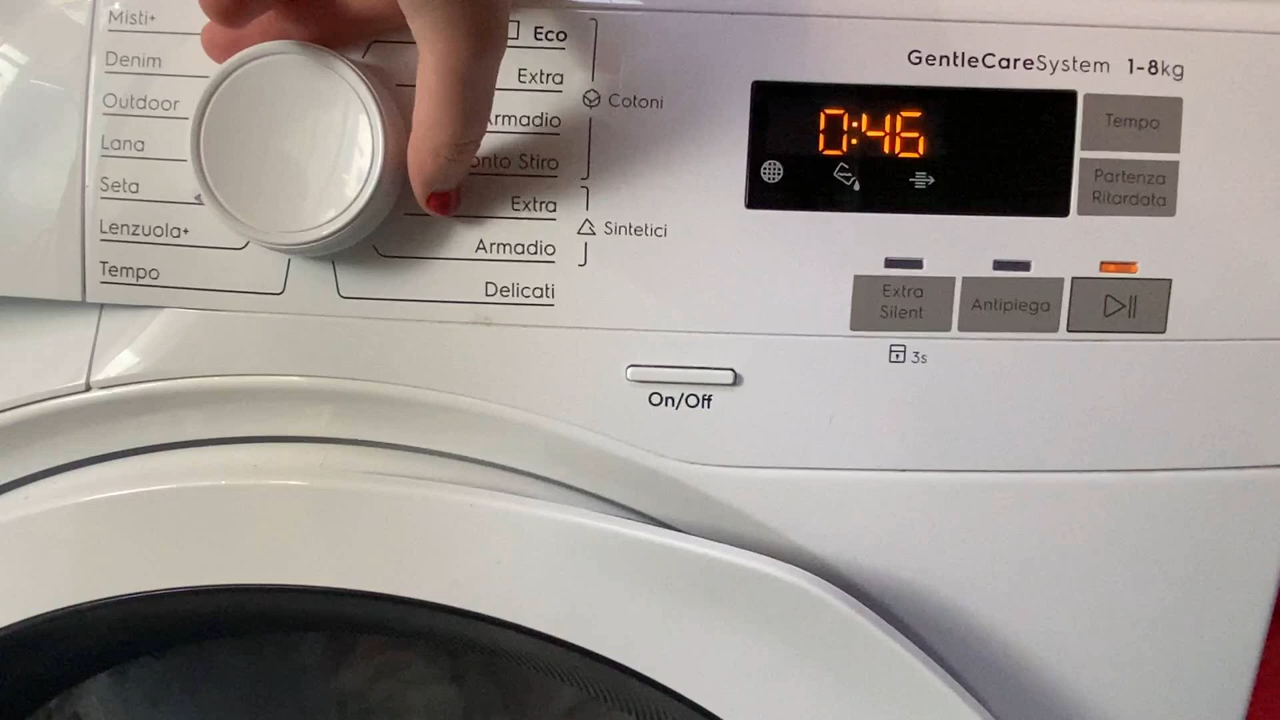 Misti+
Denim
Outdoor
Lana
Seta
Lenzuola+
Tempo
Eco
Extra
Stiro
Extra
Armadio
Delicati
Cotoni
Sintetici
GentleCareSystem 1-8kg
0:46
Tempo
Partenza
Ritardata
Extra
Silent
Antipiega
3s
On/Off